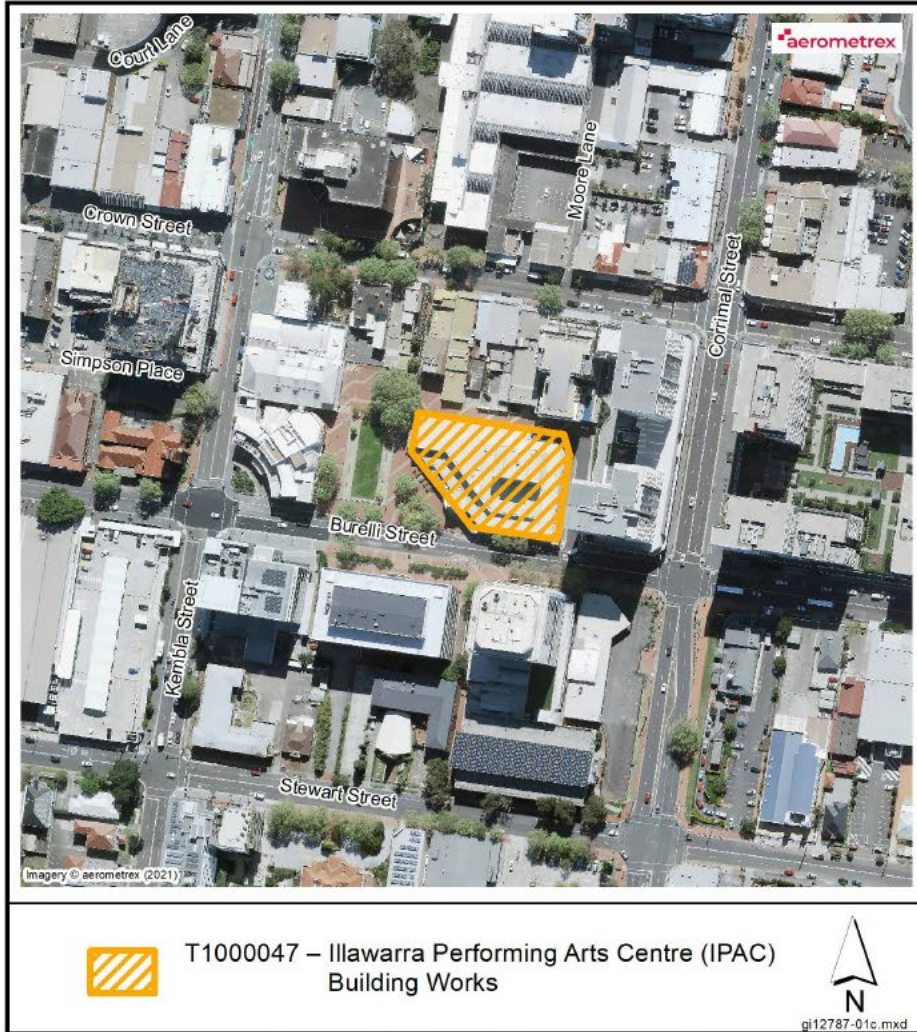 aerometrex
Court Lane
Crown Street
Moore Lane
Corrimal Street
Simpson Place
Burelli Street
Kembla Street
Stewart Street
Imagery © aerometrex (2021)
T1000047 – Illawarra Performing Arts Centre (IPAC)
Building Works
N
gi12787-01c.mxd